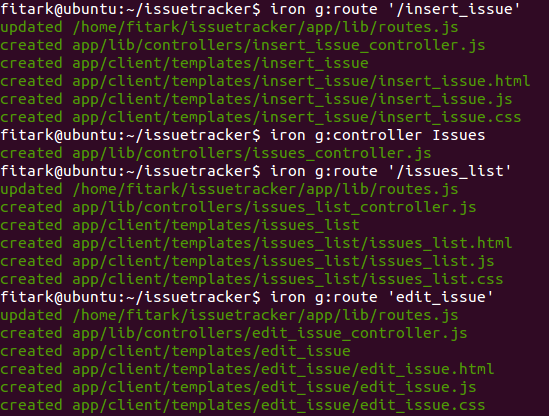 fitark@ubuntu:~/issuetracker$ iron g:route '/insert_issue'
updated /home/fitark/issuetracker/app/lib/routes.js
created app/lib/controllers/insert_issue_controller.js
created app/client/templates/insert_issue
created app/client/templates/insert_issue/insert_issue.html
created app/client/templates/insert_issue/insert_issue.js
created app/client/templates/insert_issue/insert_issue.css
fitark@ubuntu:~/issuetracker$ iron g:controller Issues
created app/lib/controllers/issues_controller.js
fitark@ubuntu:~/issuetracker$ iron g:route '/issues_list'
updated /home/fitark/issuetracker/app/lib/routes.js
created app/lib/controllers/issues_list_controller.js
created app/client/templates/issues_list
created app/client/templates/issues_list/issues_list.html
created app/client/templates/issues_list/issues_list.js
created app/client/templates/issues_list/issues_list.css
fitark@ubuntu:~/issuetracker$ iron g:route 'edit_issue'
updated /home/fitark/issuetracker/app/lib/routes.js
created app/lib/controllers/edit_issue_controller.js
created app/client/templates/edit_issue
created app/client/templates/edit_issue/edit_issue.html
created app/client/templates/edit_issue/edit_issue.js
created app/client/templates/edit_issue/edit_issue.css